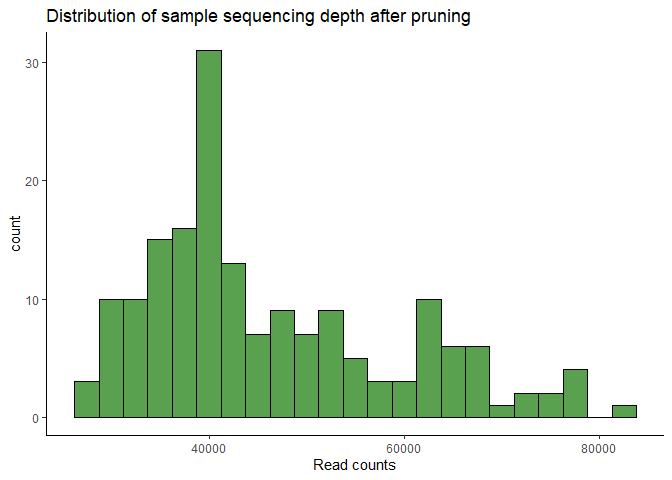 Distribution of sample sequencing depth after pruning
30
20
10
0
count
40000 60000 80000
Read counts